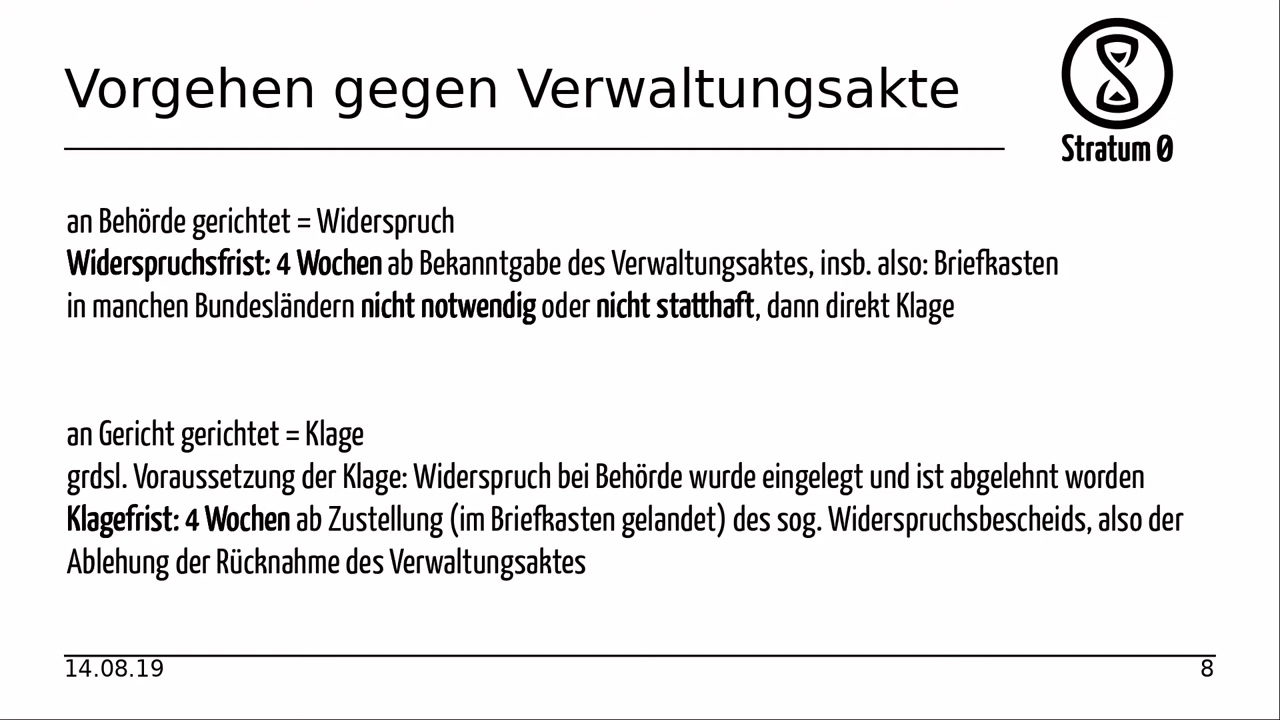 Vorgehen gegen Verwaltungsakte
Stratum 0
an Behörde gerichtet = Widerspruch
Widerspruchsfrist: 4 Wochen ab Bekanntgabe des Verwaltungsaktes, insb. also: Briefkasten
in manchen Bundesländern nicht notwendig oder nicht statthaft, dann direkt Klage
an Gericht gerichtet = Klage
grdsl. Voraussetzung der Klage: Widerspruch bei Behörde wurde eingelegt und ist abgelehnt worden
Klagefrist: 4 Wochen ab Zustellung (im Briefkasten gelandet) des sog. Widerspruchsbescheids, also der
Ablehung der Rücknahme des Verwaltungsaktes
14.08.19
8